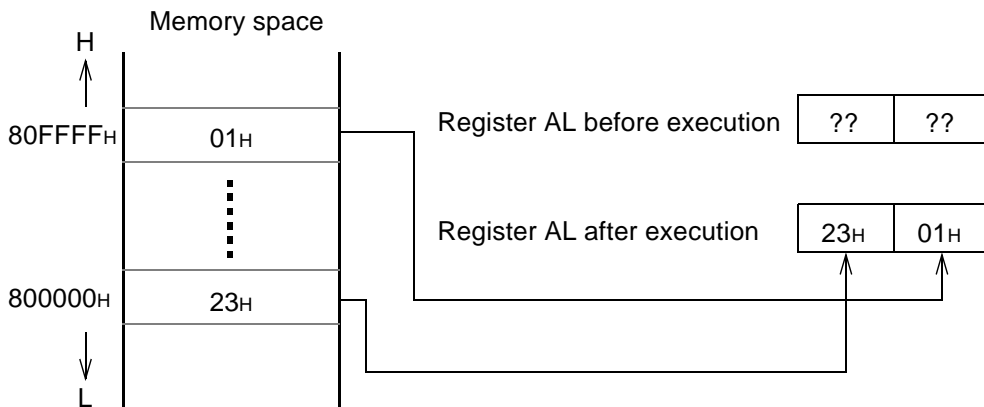 Memory space
H
80FFFFH
01H
Register AL before execution
?? ??
Register AL after execution
23H 01H
800000H
23H
L